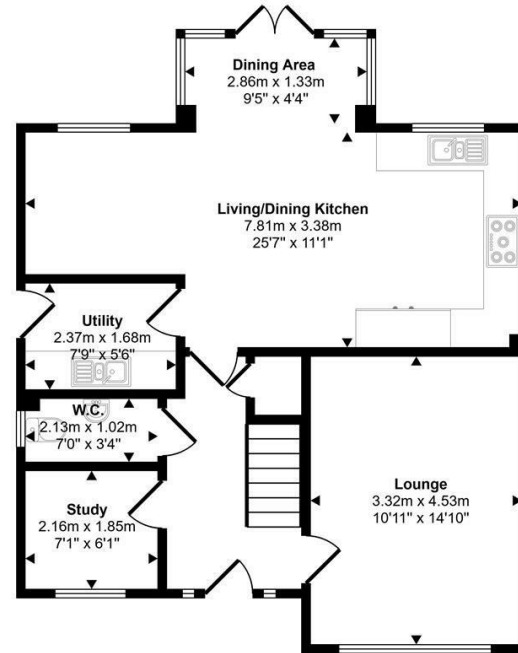 Dining Area
2.86m x 1.33m
9'5" x 4'4"
Living/Dining Kitchen
7.81m x 3.38m
25'7" x 11'1"
Utility
2.37m x 1.68m
7'9" x 5'6"
W.C.
2.13m x 1.02m
7'0" x 3'4"
Study
2.16m x 1.85m
7'1" x 6'1"
Lounge
3.32m x 4.53m
10'11" x 14'10"